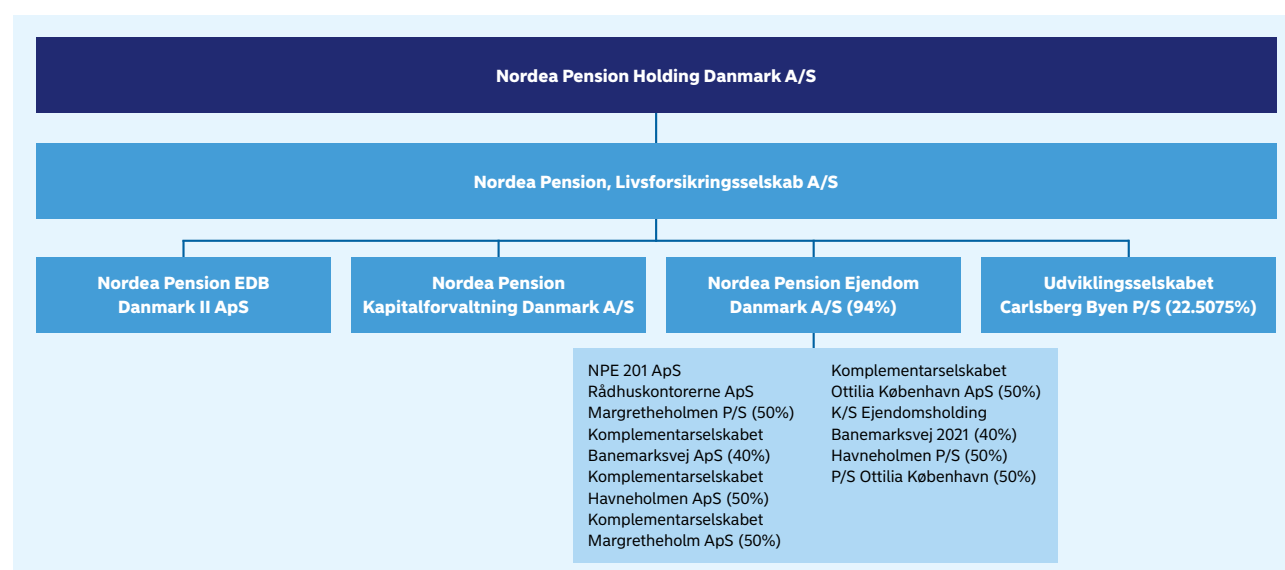 Nordea Pension Holding Danmark A/S
Nordea Pension, Livsforsikringsselskab A/S
Nordea Pension EDB
Danmark II ApS
Nordea Pension
Kapitalforvaltning Danmark A/S
Nordea Pension Ejendom
Danmark A/S (94%)
Udviklingsselskabet
Carlsberg Byen P/S (22.5075%)
NPE 201 ApS
Rådhuskontorerne ApS
Margretheholmen P/S (50%)
Komplementarselskabet
Banemarksvej ApS (40%)
Komplementarselskabet
Havneholmen ApS (50%)
Komplementarselskabet
Margretheholm ApS (50%)
Komplementarselskabet
Ottilia København ApS (50%)
K/S Ejendomsholding
Banemarksvej 2021 (40%)
Havneholmen P/S (50%)
P/S Ottilia København (50%)